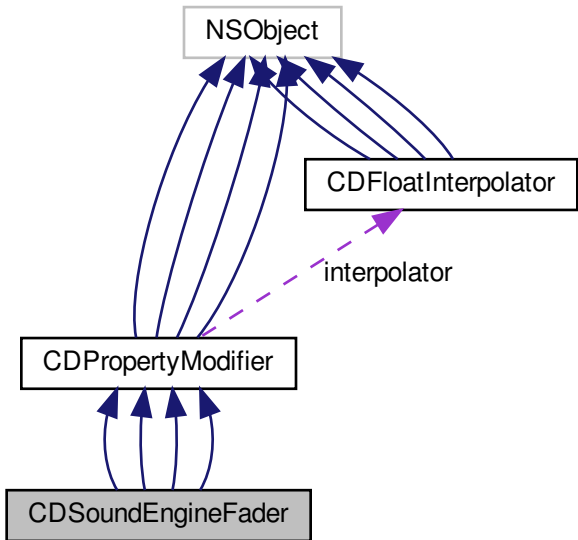 NSObject
CDFloatInterpolator
interpolator
CDPropertyModifier
CDSoundEngineFader